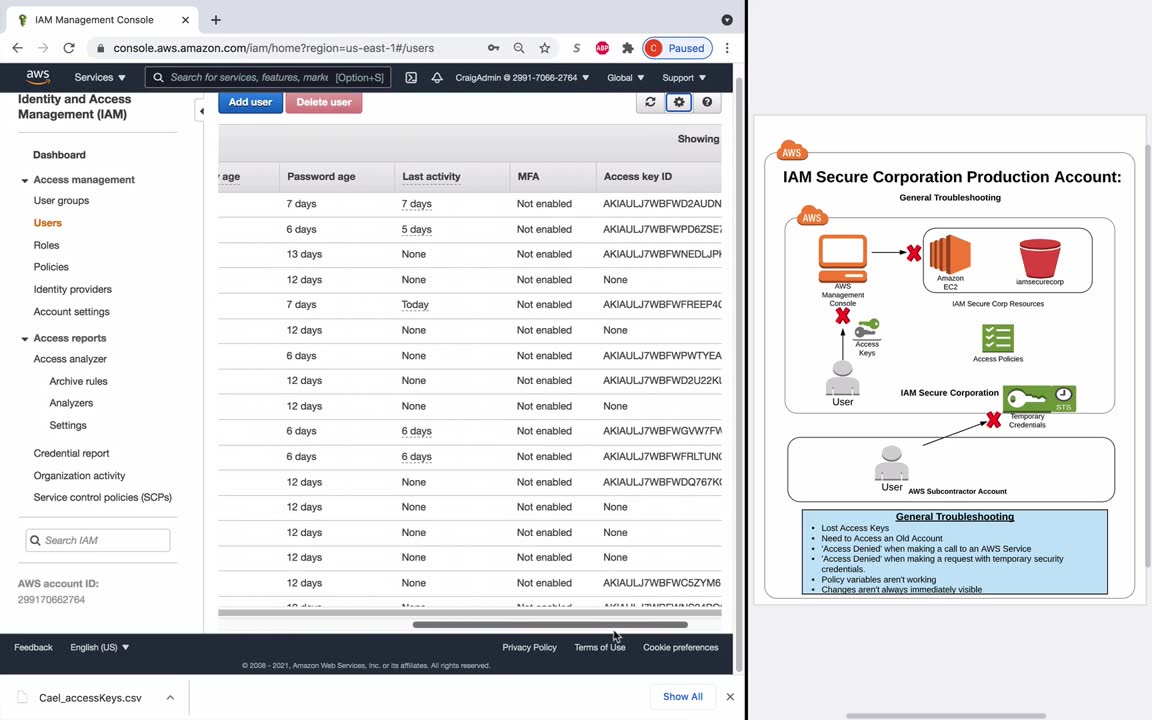 IAM Management Console
console.aws.amazon.com/iam/home?region=us-east-1#/users
ABP
C Paused
aws
Services
Search for services, features, marke [Option+S]
CraigAdmin @ 2991-7066-2764
Global
Support
Identity and Access
Management (IAM)
Dashboard
Access management
User groups
Users
Roles
Policies
Identity providers
Account settings
Access reports
Access analyzer
Archive rules
Analyzers
Settings
Credential report
Organization activity
Service control policies (SCPs)
Search IAM
AWS account ID:
299170662764
Add user
Delete user
Showing
age Password age Last activity MFA Access key ID
7 days 7 days Not enabled AKIAULJ7WBFWD2AUDN
6 days 5 days Not enabled AKIAULJ7WBFWPD6ZSE7
13 days None Not enabled AKIAULJ7WBFWNEDLJPH
12 days None Not enabled None
7 days Today Not enabled AKIAULJ7WBFWFREEP4C
12 days None Not enabled None
6 days None Not enabled AKIAULJ7WBFWPWTYEA
12 days None Not enabled AKIAULJ7WBFWD2U22KU
12 days None Not enabled None
6 days 6 days Not enabled AKIAULJ7WBFWGVW7FW
6 days 6 days Not enabled AKIAULJ7WBFWFRLTUNC
12 days None Not enabled AKIAULJ7WBFWDQ767KC
12 days None Not enabled None
12 days None Not enabled None
12 days None Not enabled None
12 days None Not enabled AKIAULJ7WBFWC5ZYM6
Feedback
English (US)
Privacy Policy
Terms of Use
Cookie preferences
© 2008 - 2021, Amazon Web Services, Inc. or its affiliates. All rights reserved.
Cael_accessKeys.csv
Show All
AWS
IAM Secure Corporation Production Account:
General Troubleshooting
AWS
AWS
Management
Console
Amazon
EC2
iamsecurecorp
IAM Secure Corp Resources
Access
Keys
Access Policies
User
IAM Secure Corporation
STS
Temporary
Credentials
User
AWS Subcontractor Account
General Troubleshooting
• Lost Access Keys
• Need to Access an Old Account
• 'Access Denied' when making a call to an AWS Service
• 'Access Denied' when making a request with temporary security
credentials.
• Policy variables aren't working
• Changes aren't always immediately visible